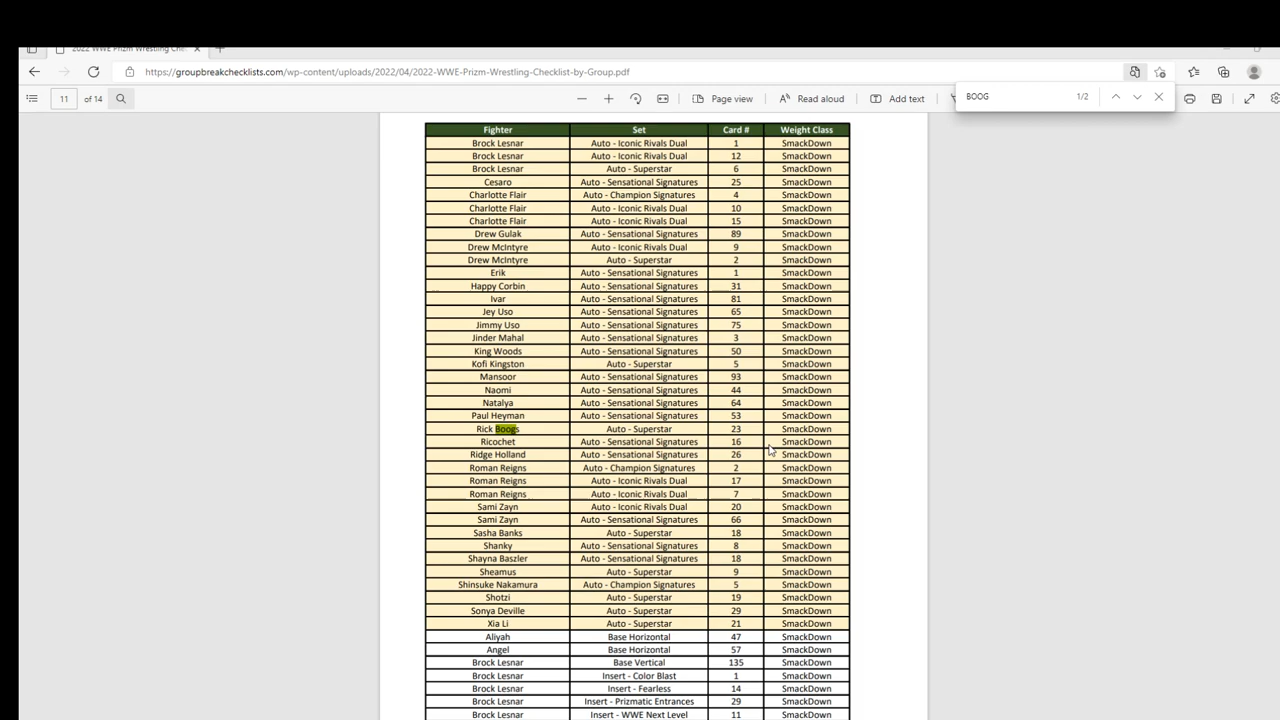 2022 WWE Prizm Wrestling Che
https://groupbreakchecklists.com/wp-content/uploads/2022/04/2022-WWE-Prizm-Wrestling-Checklist-by-Group.pdf
11 of 14 Page view Read aloud Add text BOOG 1/2
Fighter Set Card # Weight Class
Brock Lesnar Auto - Iconic Rivals Dual 1 SmackDown
Brock Lesnar Auto - Iconic Rivals Dual 12 SmackDown
Brock Lesnar Auto - Superstar 6 SmackDown
Cesaro Auto - Sensational Signatures 25 SmackDown
Charlotte Flair Auto - Champion Signatures 4 SmackDown
Charlotte Flair Auto - Iconic Rivals Dual 10 SmackDown
Charlotte Flair Auto - Iconic Rivals Dual 15 SmackDown
Drew Gulak Auto - Sensational Signatures 89 SmackDown
Drew McIntyre Auto - Iconic Rivals Dual 9 SmackDown
Drew McIntyre Auto - Superstar 2 SmackDown
Erik Auto - Sensational Signatures 1 SmackDown
Happy Corbin Auto - Sensational Signatures 31 SmackDown
Ivar Auto - Sensational Signatures 81 SmackDown
Jey Uso Auto - Sensational Signatures 65 SmackDown
Jimmy Uso Auto - Sensational Signatures 75 SmackDown
Jinder Mahal Auto - Sensational Signatures 3 SmackDown
King Woods Auto - Sensational Signatures 50 SmackDown
Kofi Kingston Auto - Superstar 5 SmackDown
Mansoor Auto - Sensational Signatures 93 SmackDown
Naomi Auto - Sensational Signatures 44 SmackDown
Natalya Auto - Sensational Signatures 64 SmackDown
Paul Heyman Auto - Sensational Signatures 53 SmackDown
Rick Boogs Auto - Superstar 23 SmackDown
Ricochet Auto - Sensational Signatures 16 SmackDown
Ridge Holland Auto - Sensational Signatures 26 SmackDown
Roman Reigns Auto - Champion Signatures 2 SmackDown
Roman Reigns Auto - Iconic Rivals Dual 17 SmackDown
Roman Reigns Auto - Iconic Rivals Dual 7 SmackDown
Sami Zayn Auto - Iconic Rivals Dual 20 SmackDown
Sami Zayn Auto - Sensational Signatures 66 SmackDown
Sasha Banks Auto - Superstar 18 SmackDown
Shanky Auto - Sensational Signatures 8 SmackDown
Shayna Baszler Auto - Sensational Signatures 18 SmackDown
Sheamus Auto - Superstar 9 SmackDown
Shinsuke Nakamura Auto - Champion Signatures 5 SmackDown
Shotzi Auto - Superstar 19 SmackDown
Sonya Deville Auto - Superstar 29 SmackDown
Xia Li Auto - Superstar 21 SmackDown
Aliyah Base Horizontal 47 SmackDown
Angel Base Horizontal 57 SmackDown
Brock Lesnar Base Vertical 135 SmackDown
Brock Lesnar Insert - Color Blast 1 SmackDown
Brock Lesnar Insert - Fearless 14 SmackDown
Brock Lesnar Insert - Prizmatic Entrances 29 SmackDown
Brock Lesnar Insert - WWE Next Level 11 SmackDown